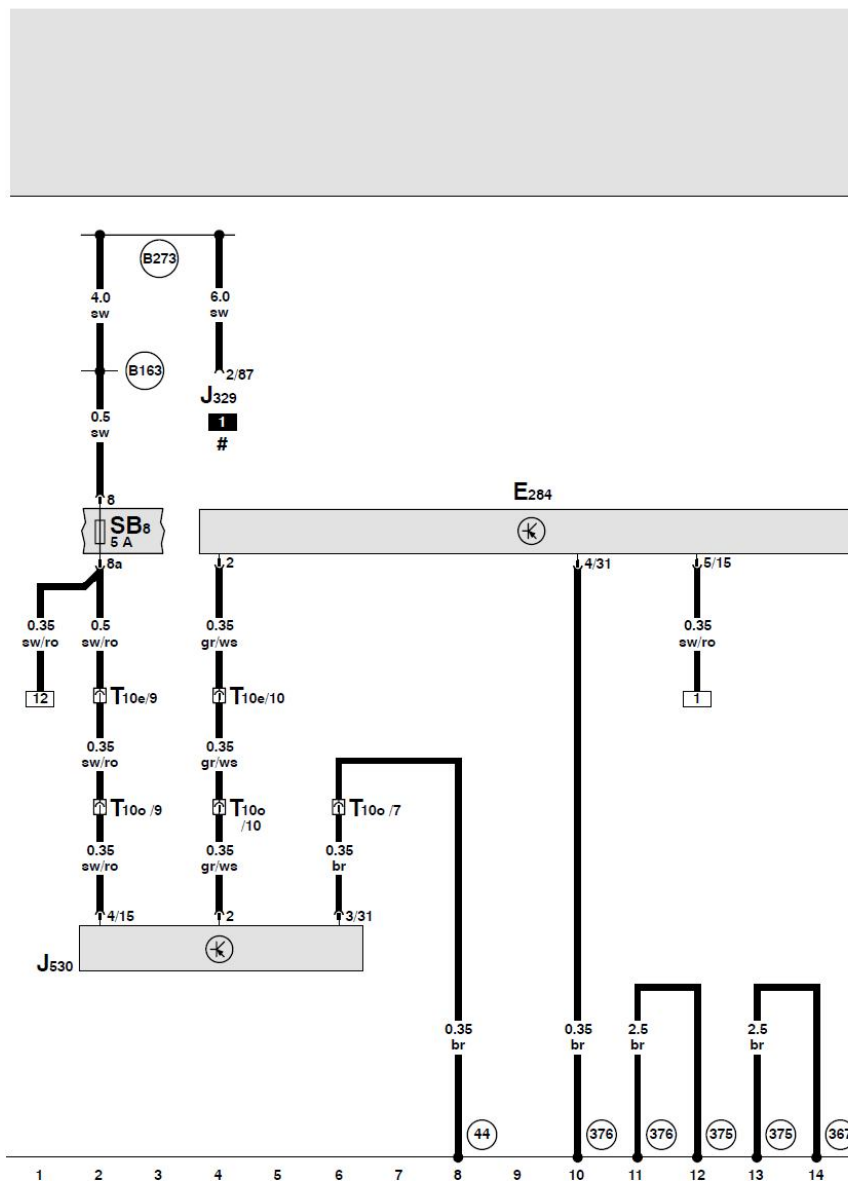 B273
4.0
sw
6.0
sw
B163
2/87
J329
1
#
0.5
sw
8
E284
SB8
5 A
8a
2
4/31
5/15
0.35
sw/ro
0.5
sw/ro
0.35
gr/ws
0.35
sw/ro
12
T10e/9
T10e/10
1
0.35
sw/ro
0.35
gr/ws
T10o /9
T10o
/10
T10o /7
0.35
sw/ro
0.35
gr/ws
0.35
br
4/15
2
3/31
J530
0.35
br
0.35
br
2.5
br
2.5
br
44
376
376
375
375
367
1 2 3 4 5 6 7 8 9 10 11 12 13 14